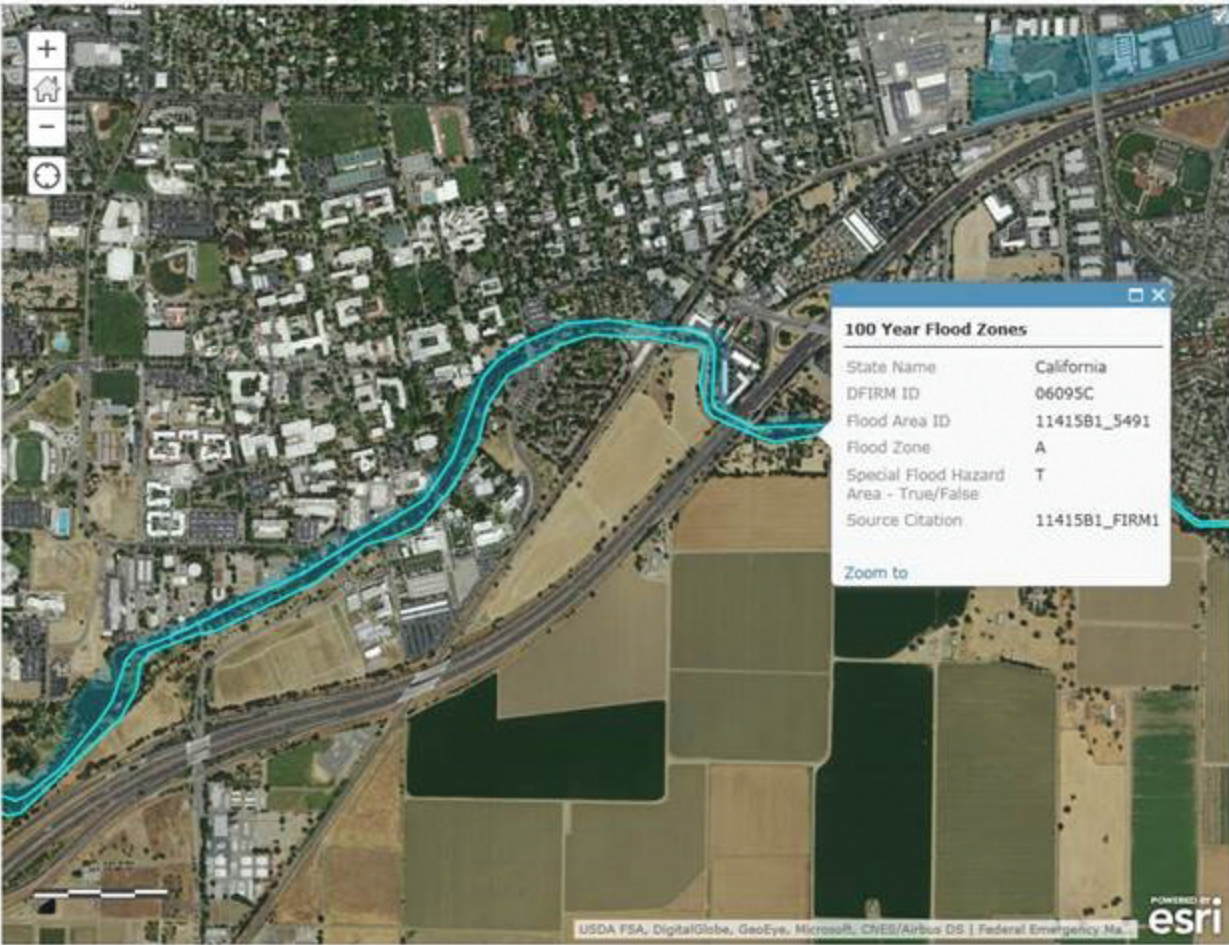 +
−
100 Year Flood Zones
State Name California
DFIRM ID 06095C
Flood Area ID 11415B1_5491
Flood Zone A
Special Flood Hazard T
Area - True/False
Source Citation 11415B1_FIRM1
Zoom to
USDA FSA, DigitalGlobe, GeoEye, Microsoft, CNES/Airbus DS | Federal Emergency Ma...
POWERED BY
esri